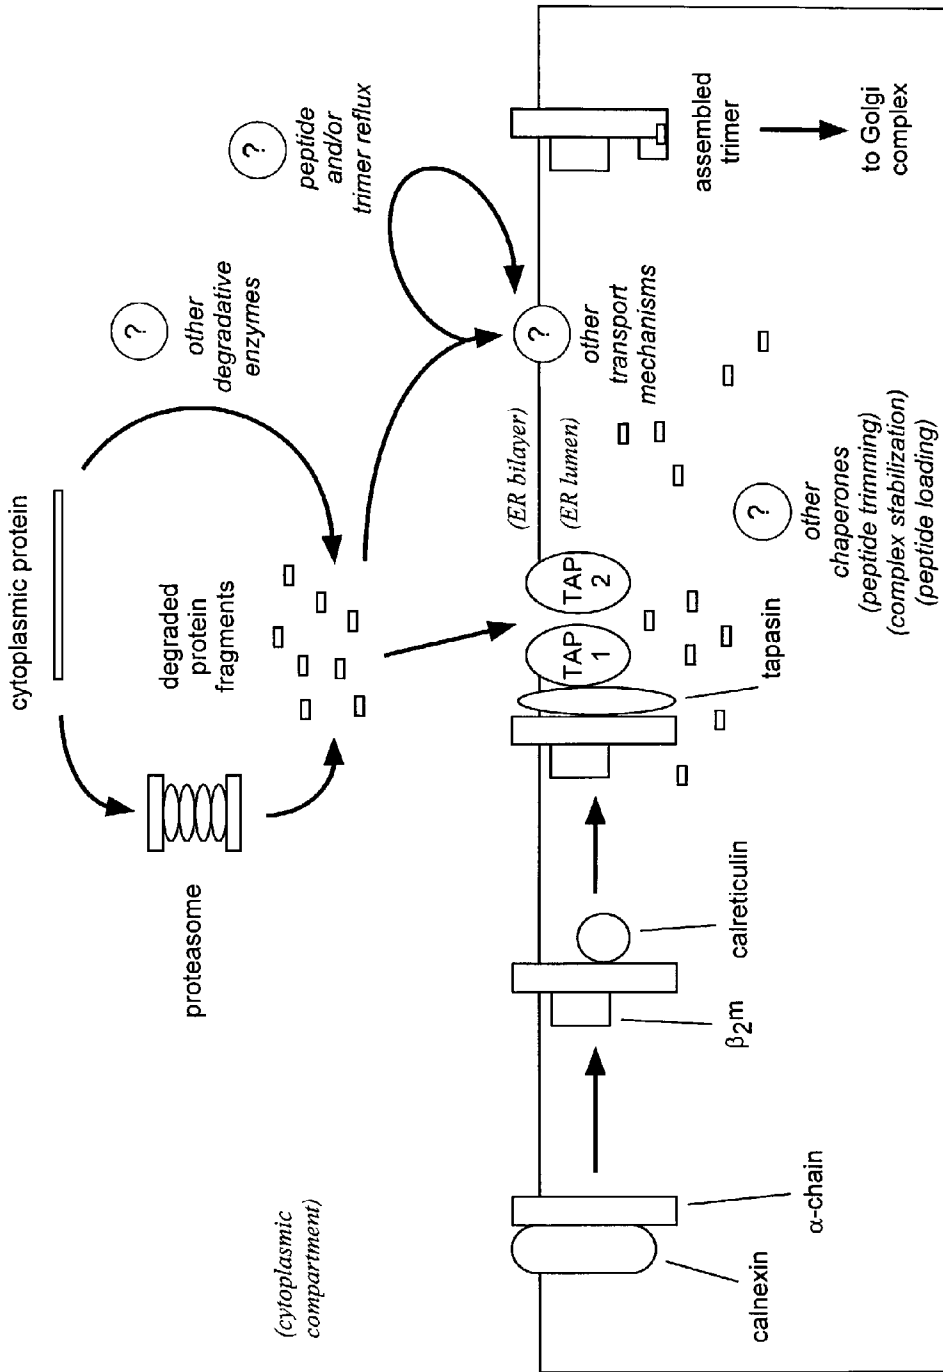 cytoplasmic protein
proteasome
degraded
protein
fragments
?
other
degradative
enzymes
?
peptide
and/or
trimer reflux
(cytoplasmic
compartment)
(ER bilayer)
(ER lumen)
?
other
transport
mechanisms
TAP
1
TAP
2
calnexin
α-chain
β2m
calreticulin
tapasin
?
other
chaperones
(peptide trimming)
(complex stabilization)
(peptide loading)
assembled
trimer
to Golgi
complex